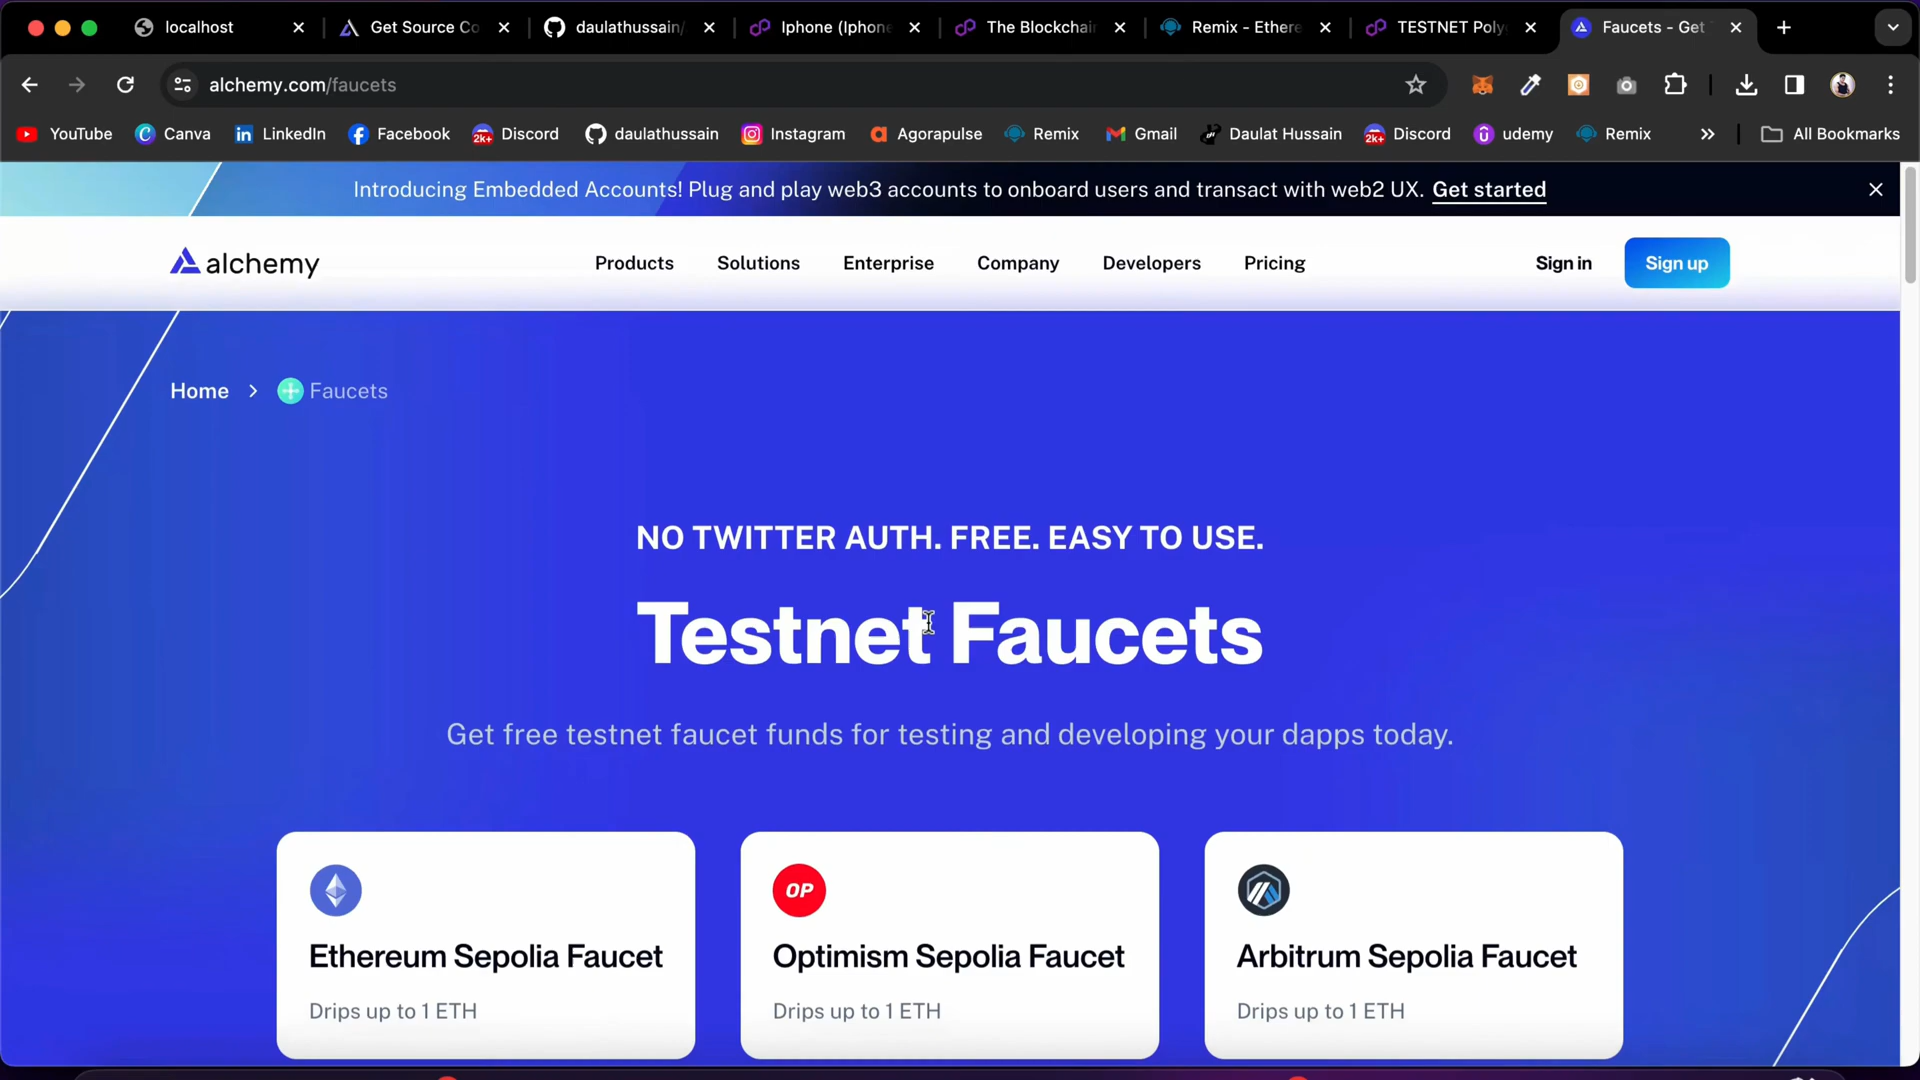 localhost
Get Source Co
daulathussain/
Iphone (Iphone
The Blockchain
Remix - Ethere
TESTNET Poly
Faucets - Get
alchemy.com/faucets
YouTube
Canva
LinkedIn
Facebook
Discord
daulathussain
Instagram
Agorapulse
Remix
Gmail
Daulat Hussain
Discord
udemy
Remix
All Bookmarks
Introducing Embedded Accounts! Plug and play web3 accounts to onboard users and transact with web2 UX. Get started
alchemy
Products
Solutions
Enterprise
Company
Developers
Pricing
Sign in
Sign up
Home > Faucets
NO TWITTER AUTH. FREE. EASY TO USE.
Testnet Faucets
Get free testnet faucet funds for testing and developing your dapps today.
OP
Ethereum Sepolia Faucet
Drips up to 1 ETH
Optimism Sepolia Faucet
Drips up to 1 ETH
Arbitrum Sepolia Faucet
Drips up to 1 ETH